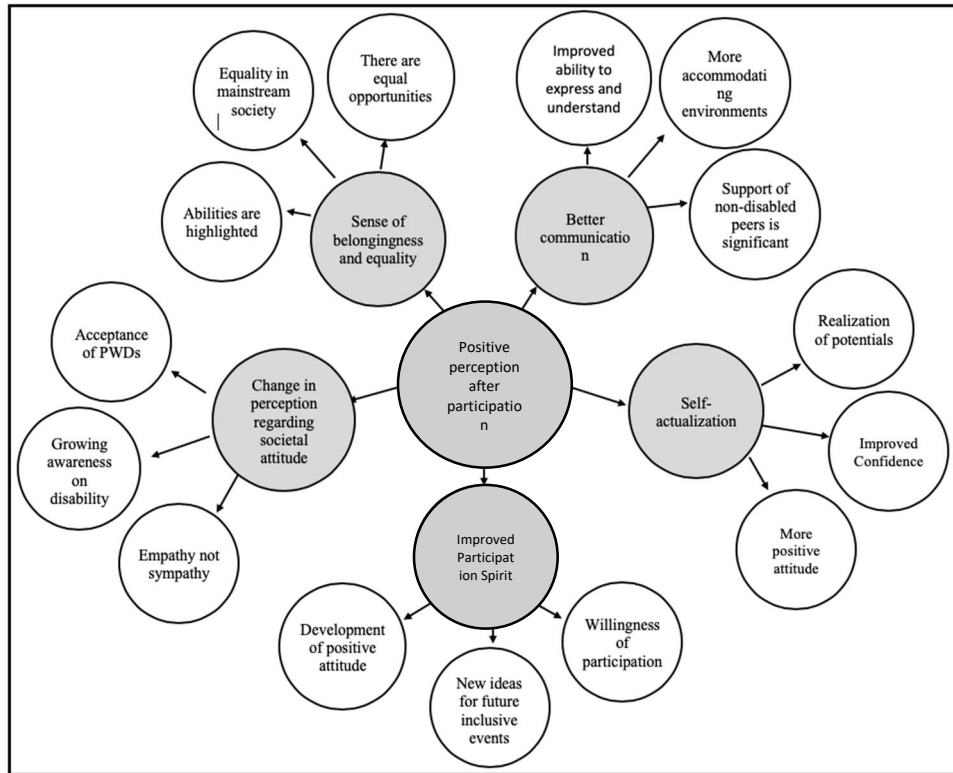 Equality in
mainstream
society
There are
equal
opportunities
Improved
ability to
express and
understand
More
accommodati
ng
environments
Abilities are
highlighted
Sense of
belongingness
and equality
Better
communicatio
n
Support of
non-disabled
peers is
significant
Acceptance
of PWDs
Change in
perception
regarding
societal
attitude
Positive
perception
after
participatio
n
Self-
actualization
Realization
of potentials
Growing
awareness
on
disability
Improved
Confidence
Empathy not
sympathy
Improved
Participat
ion Spirit
More
positive
attitude
Development
of positive
attitude
New ideas
for future
inclusive
events
Willingness
of
participation